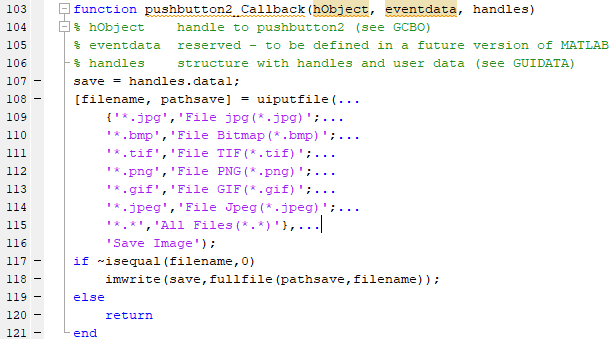 103 function pushbutton2_Callback(hObject, eventdata, handles)
104 % hObject    handle to pushbutton2 (see GCBO)
105 % eventdata  reserved - to be defined in a future version of MATLAB
106 % handles    structure with handles and user data (see GUIDATA)
107 - save = handles.data1;
108 - [filename, pathsave] = uiputfile(...
109     {'*.jpg','File jpg(*.jpg)';...
110     '*.bmp','File Bitmap(*.bmp)';...
111     '*.tif','File TIF(*.tif)';...
112     '*.png','File PNG(*.png)';...
113     '*.gif','File GIF(*.gif)';...
114     '*.jpeg','File Jpeg(*.jpeg)';...
115     '*.*','All Files(*.*)'},...
116     'Save Image');
117 - if ~isequal(filename,0)
118 -     imwrite(save,fullfile(pathsave,filename));
119 - else
120 -     return
121 - end